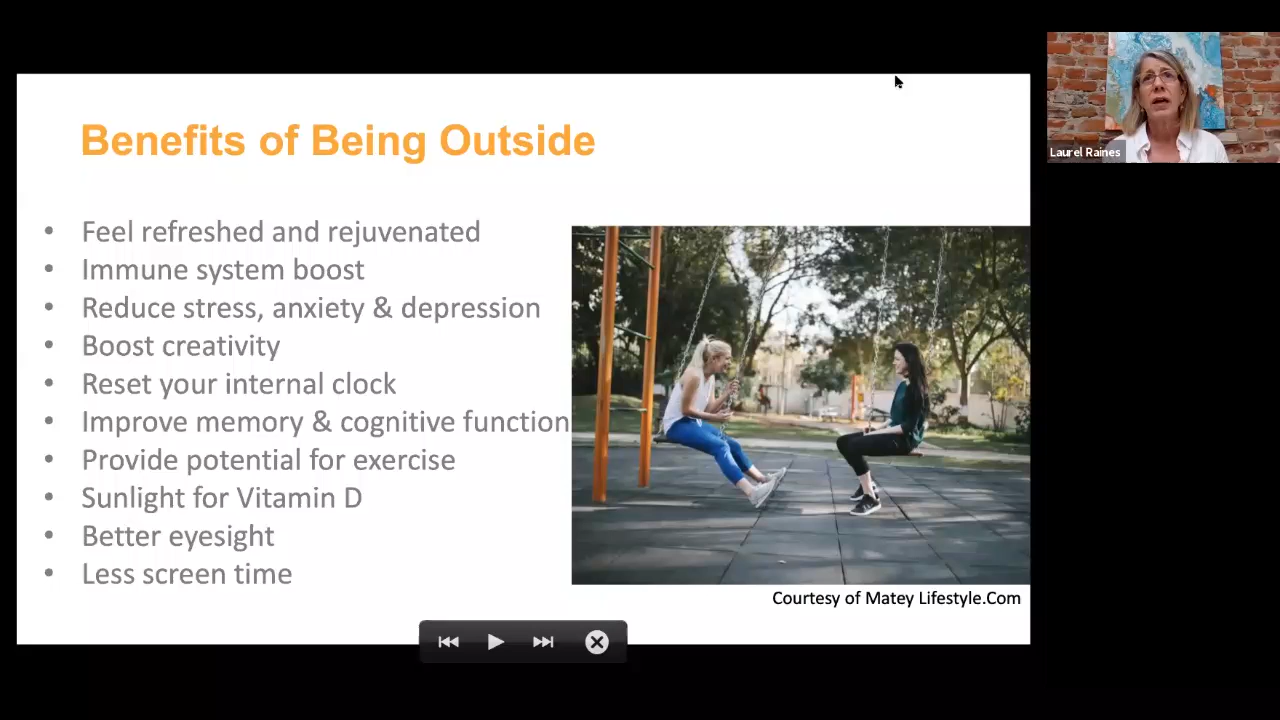 Benefits of Being Outside
• Feel refreshed and rejuvenated
• Immune system boost
• Reduce stress, anxiety & depression
• Boost creativity
• Reset your internal clock
• Improve memory & cognitive function
• Provide potential for exercise
• Sunlight for Vitamin D
• Better eyesight
• Less screen time
Courtesy of Matey Lifestyle.Com
Laurel Raines